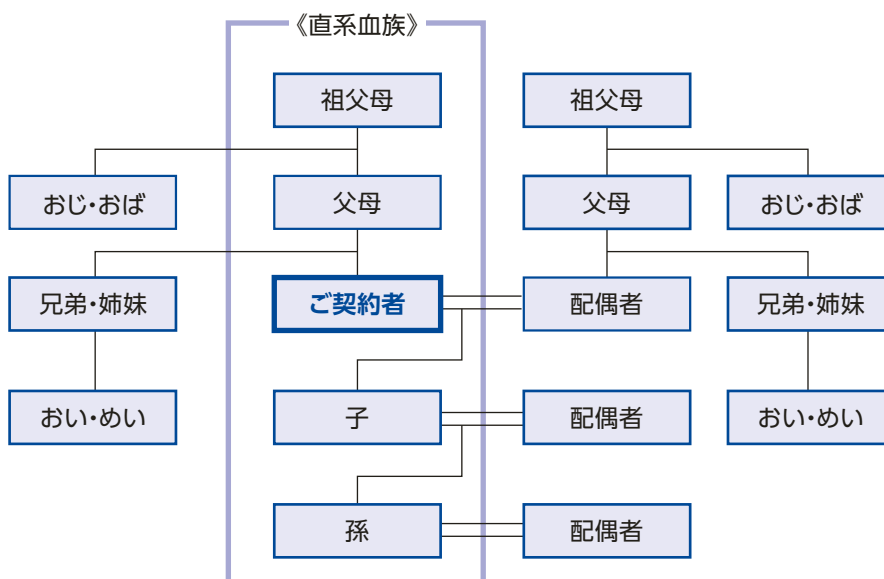 《直系血族》
祖父母
祖父母
おじ・おば
父母
父母
おじ・おば
兄弟・姉妹
ご契約者
配偶者
兄弟・姉妹
おい・めい
子
配偶者
おい・めい
孫
配偶者